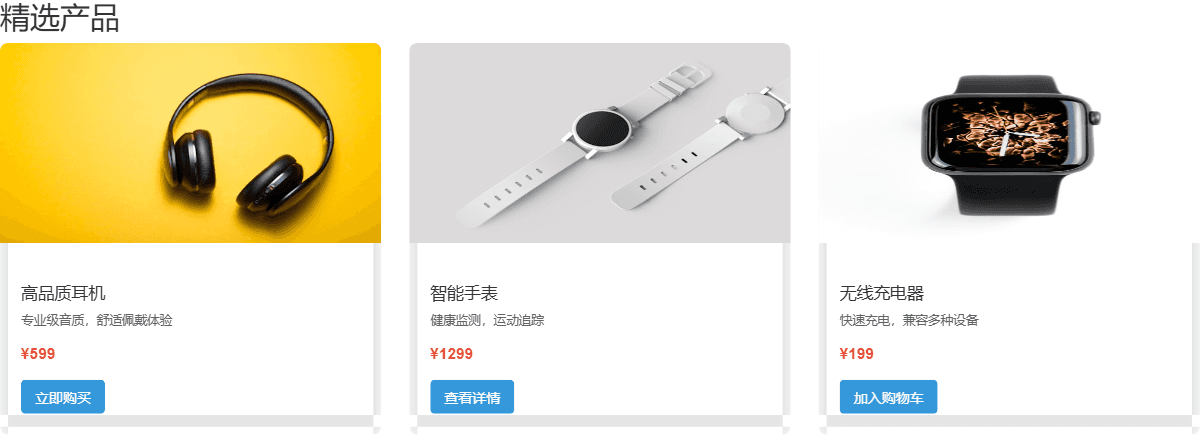 精选产品
高品质耳机
专业级音质，舒适佩戴体验
¥599
立即购买
智能手表
健康监测，运动追踪
¥1299
查看详情
无线充电器
快速充电，兼容多种设备
¥199
加入购物车